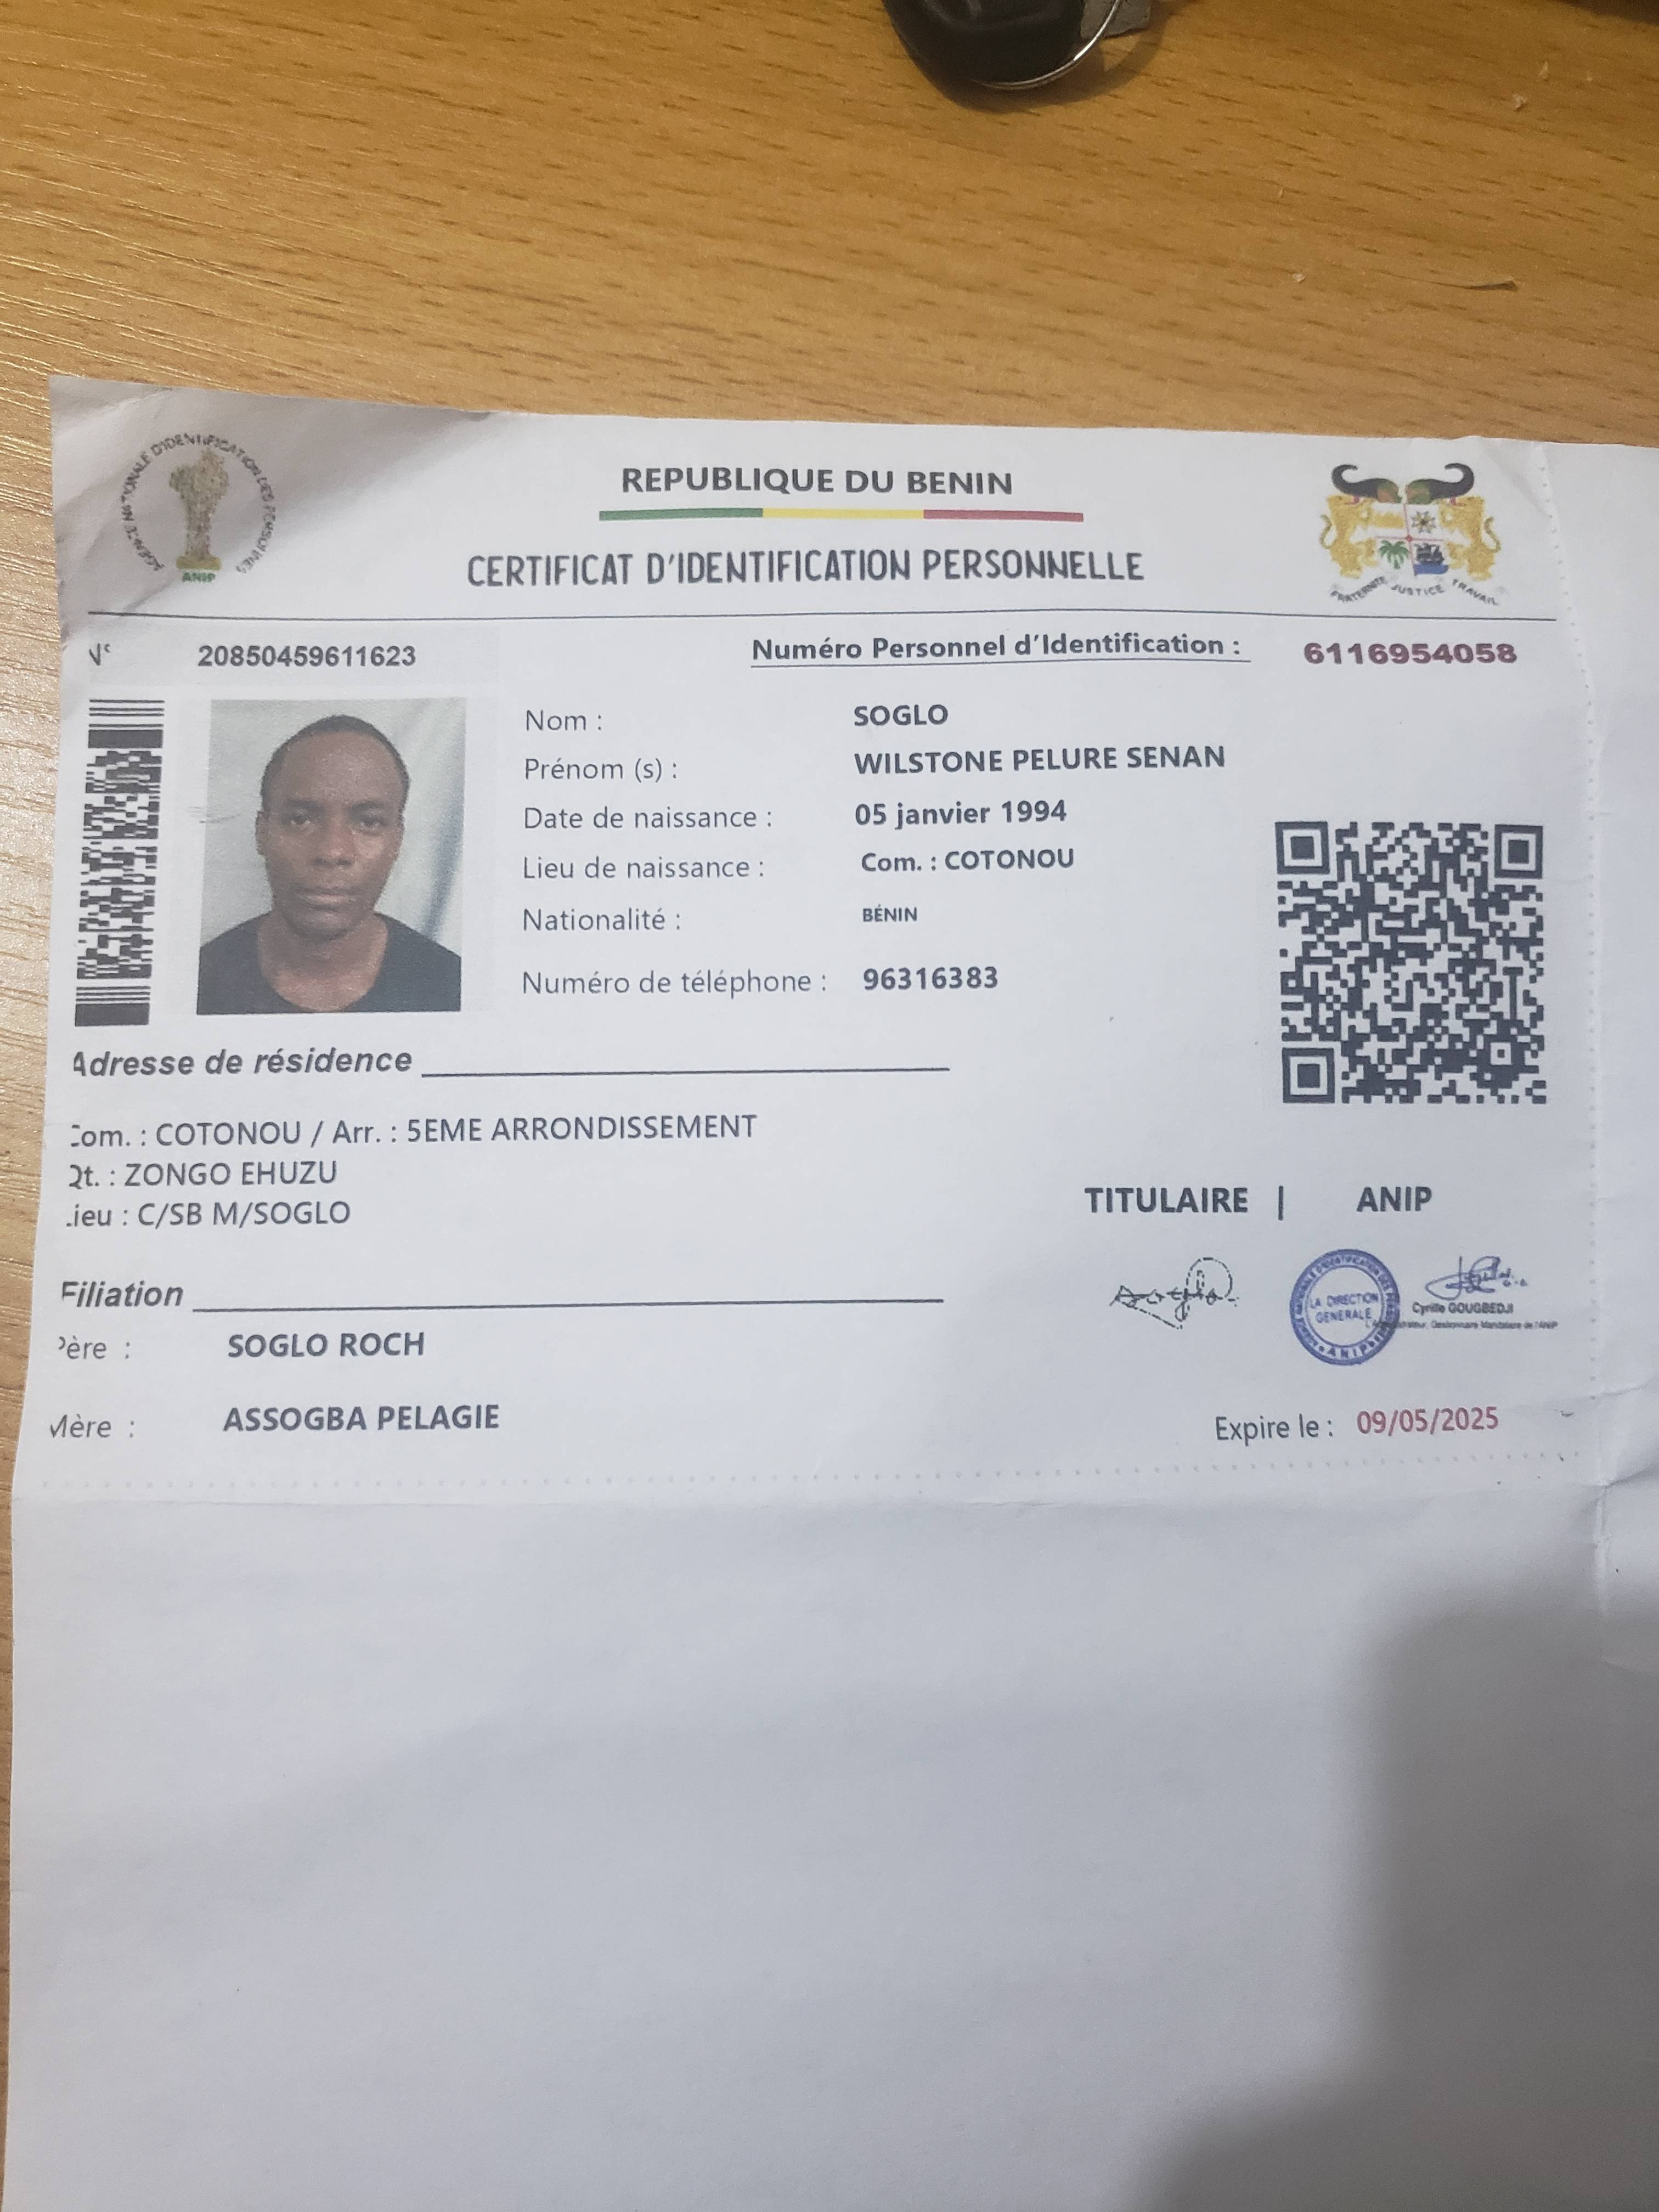 AGENCE NATIONALE D'IDENTIFICATION DES PERSONNES
ANIP
REPUBLIQUE DU BENIN
CERTIFICAT D'IDENTIFICATION PERSONNELLE
FRATERNITE JUSTICE TRAVAIL
N° 20850459611623
Numéro Personnel d'Identification : 6116954058
Nom : SOGLO
Prénom (s) : WILSTONE PELURE SENAN
Date de naissance : 05 janvier 1994
Lieu de naissance : Com. : COTONOU
Nationalité : BÉNIN
Numéro de téléphone : 96316383
Adresse de résidence
Com. : COTONOU / Arr. : 5EME ARRONDISSEMENT
Qt. : ZONGO EHUZU
Lieu : C/SB M/SOGLO
TITULAIRE | ANIP
LA DIRECTION GENERALE
ANIP
Cyrille GOUGBEDJI
Gestionnaire Mandataire de l'ANIP
Filiation
Père : SOGLO ROCH
Mère : ASSOGBA PELAGIE
Expire le : 09/05/2025